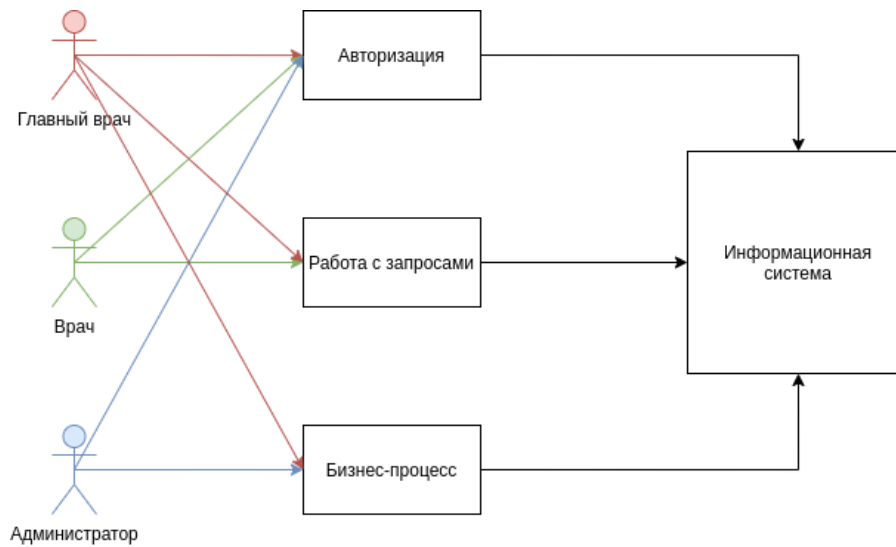 Авторизация
Главный врач
Работа с запросами
Информационная
система
Врач
Бизнес-процесс
Администратор